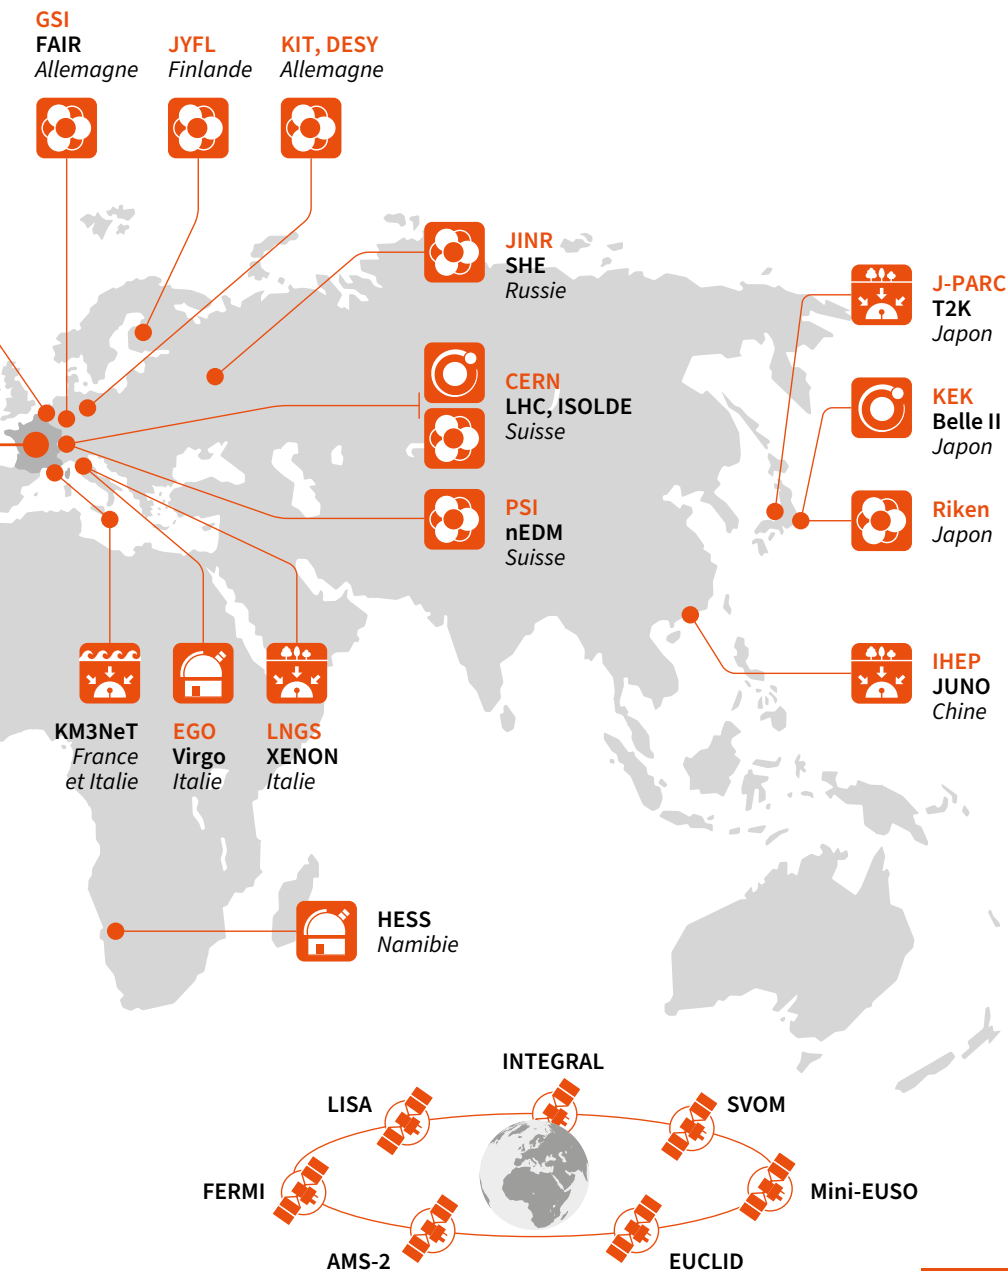 GSI
FAIR
Allemagne
JYFL
Finlande
KIT, DESY
Allemagne
JINR
SHE
Russie
J-PARC
T2K
Japon
CERN
LHC, ISOLDE
Suisse
KEK
Belle II
Japon
PSI
nEDM
Suisse
Riken
Japon
IHEP
JUNO
Chine
KM3NeT
France
et Italie
EGO
Virgo
Italie
LNGS
XENON
Italie
HESS
Namibie
INTEGRAL
LISA
SVOM
FERMI
Mini-EUSO
AMS-2
EUCLID